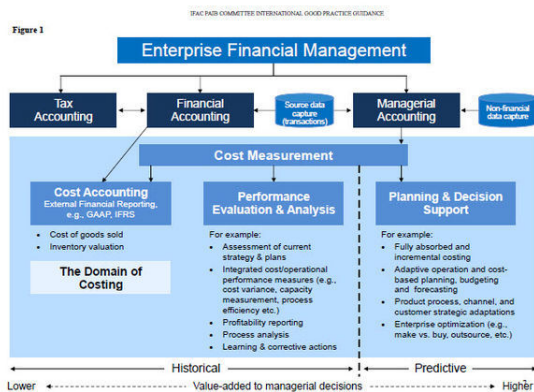 IFAC PAIB COMMITTEE INTERNATIONAL GOOD PRACTICE GUIDANCE
Figure 1
Enterprise Financial Management
Tax
Accounting
Financial
Accounting
Source data
capture
(transactions)
Managerial
Accounting
Non-financial
data capture
Cost Measurement
Cost Accounting
External Financial Reporting,
e.g., GAAP, IFRS
• Cost of goods sold
• Inventory valuation
The Domain of
Costing
Performance
Evaluation & Analysis
For example:
• Assessment of current
strategy & plans
• Integrated cost/operational
performance measures (e.g.,
cost variance, capacity
measurement, process
efficiency etc.)
• Profitability reporting
• Process analysis
• Learning & corrective actions
Planning & Decision
Support
For example:
• Fully absorbed and
incremental costing
• Adaptive operation and cost-
based planning, budgeting
and forecasting
• Product process, channel, and
customer strategic adaptations
• Enterprise optimization (e.g.,
make vs. buy, outsource, etc.)
Historical
Predictive
Lower
Value-added to managerial decisions
Higher